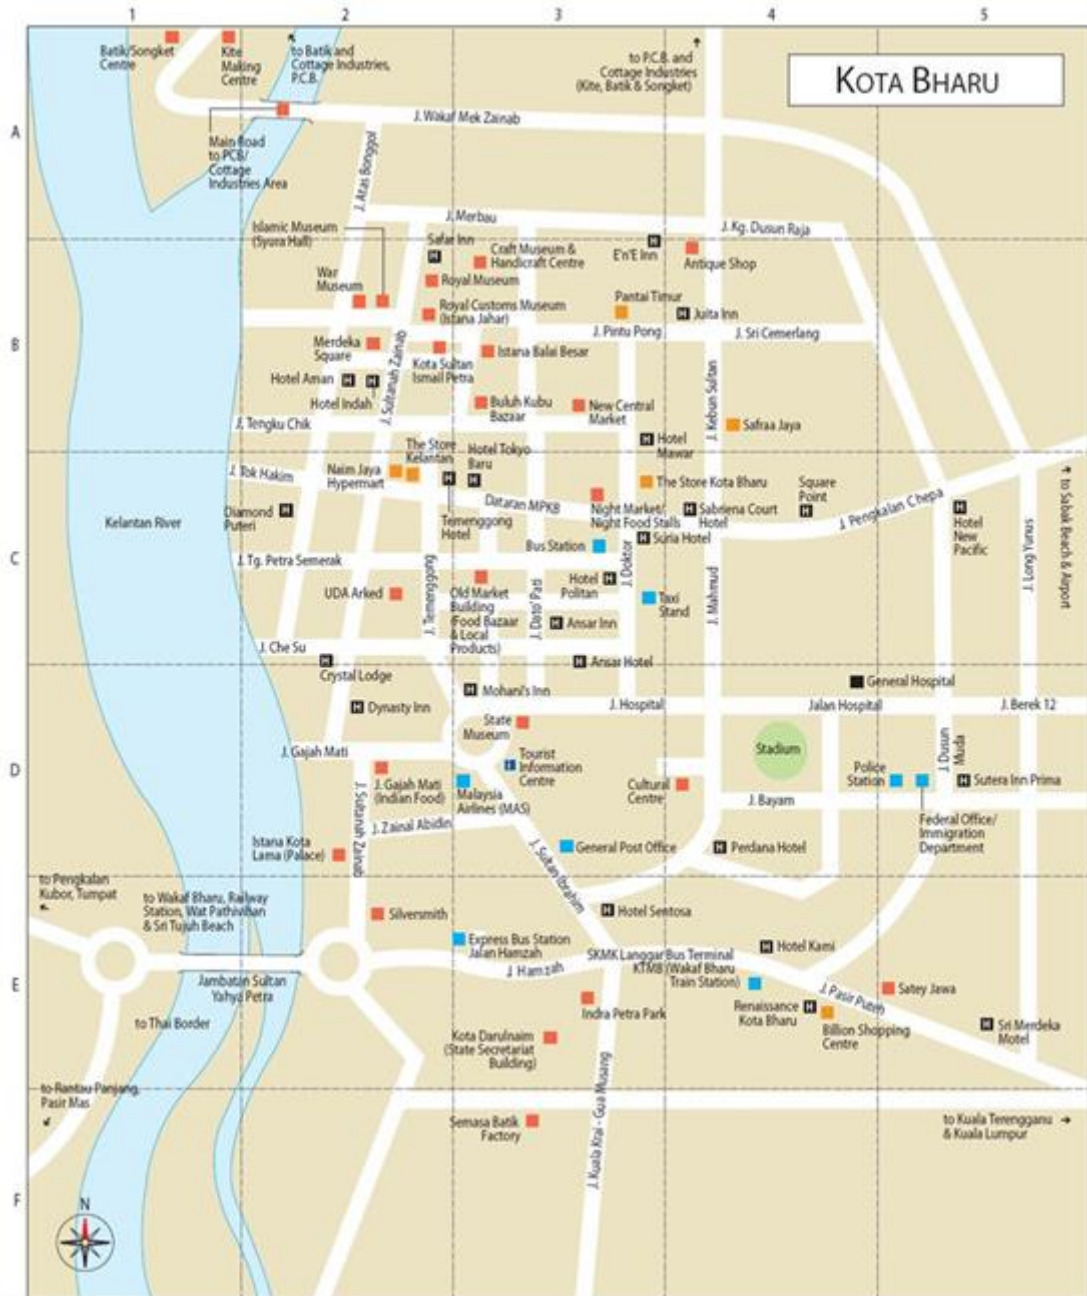 1 2 3 4 5
KOTA BHARU
Batik/Songket
Centre
Kite
Making
Centre
to Batik and
Cottage Industries,
P.C.B.
to P.C.B. and
Cottage Industries
(Kite, Batik & Songket)
A
J. Wakaf Mek Zainab
Main Road
to PCB/
Cottage
Industries Area
J. Atas Bonggol
J. Merbau
J. Kg. Dusun Raja
Islamic Museum
(Syura Hall)
Safar Inn
Craft Museum &
Handicraft Centre
E'n'E Inn
Antique Shop
War
Museum
Royal Museum
Pantai Timur
Royal Customs Museum
(Istana Jahar)
Juita Inn
B
J. Pintu Pong
J. Sri Cemerlang
Merdeka
Square
J. Sultanah Zainab
Kota Sultan
Ismail Petra
Istana Balai Besar
Hotel Aman
Hotel Indah
J. Kebun Sultan
Buluh Kubu
Bazaar
New Central
Market
J. Tengku Chik
Safraa Jaya
Hotel
Mawar
The Store
Kelantan
Hotel Tokyo
Baru
J. Tok Hakim
Naim Jaya
Hypermart
The Store Kota Bharu
Square
Point
Dataran MPKB
J. Pengkalan Chepa
to Sabak Beach & Airport
Kelantan River
Diamond
Puteri
Temenggong
Hotel
Night Market/
Night Food Stalls
Sabriena Court
Hotel
Hotel
New
Pacific
Suria Hotel
Bus Station
C
J. Tg. Petra Semerak
J. Temenggong
J. Dato' Pati
J. Doktor
J. Mahmud
J. Long Yunus
Hotel
Politan
UDA Arked
Old Market
Building
(Food Bazaar
& Local
Products)
Taxi
Stand
Ansar Inn
J. Che Su
Crystal Lodge
Ansar Hotel
General Hospital
Mohani's Inn
Dynasty Inn
J. Hospital
Jalan Hospital
J. Berek 12
State
Museum
J. Gajah Mati
Stadium
J. Dusun
Muda
D
Tourist
Information
Centre
J. Gajah Mati
(Indian Food)
Malaysia
Airlines (MAS)
Cultural
Centre
Police
Station
Sutera Inn Prima
J. Bayam
J. Sultanah Zainab
J. Zainal Abidin
Federal Office/
Immigration
Department
Istana Kota
Lama (Palace)
J. Sultan Ibrahim
General Post Office
Perdana Hotel
to Pengkalan
Kubor, Tumpat
to Wakaf Bharu, Railway
Station, Wat Pathivihan
& Sri Tujuh Beach
Silversmith
Hotel Sentosa
Express Bus Station
Jalan Hamzah
SKMK Langgar Bus Terminal
Hotel Kami
J. Hamzah
KTMB (Wakaf Bharu
Train Station)
E
Jambatan Sultan
Yahya Petra
J. Pasir Puteh
Satey Jawa
Indra Petra Park
Renaissance
Kota Bharu
Billion Shopping
Centre
to Thai Border
Sri Merdeka
Motel
Kota Darulnaim
(State Secretariat
Building)
to Rantau Panjang,
Pasir Mas
J. Kuala Krai - Gua Musang
Semasa Batik
Factory
to Kuala Terengganu
& Kuala Lumpur
F
N